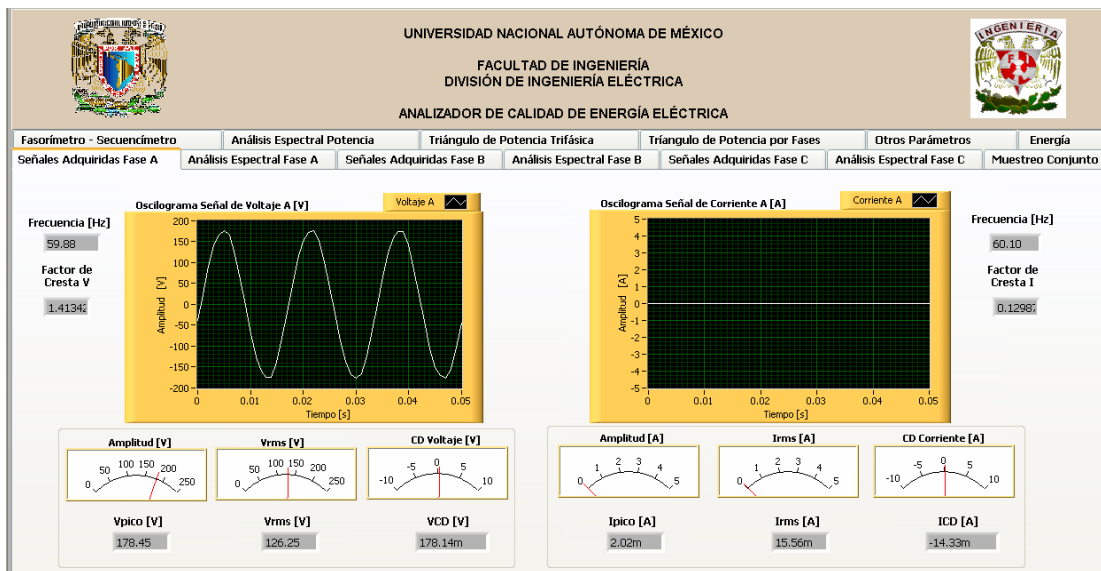 UNIVERSIDAD NACIONAL AUTÓNOMA DE MÉXICO
FACULTAD DE INGENIERÍA
DIVISIÓN DE INGENIERÍA ELÉCTRICA
ANALIZADOR DE CALIDAD DE ENERGÍA ELÉCTRICA
INGENIERIA
Fasorímetro - Secuencímetro Análisis Espectral Potencia Triángulo de Potencia Trifásica Tríangulo de Potencia por Fases Otros Parámetros Energía
Señales Adquiridas Fase A Análisis Espectral Fase A Señales Adquiridas Fase B Análisis Espectral Fase B Señales Adquiridas Fase C Análisis Espectral Fase C Muestreo Conjunto
Frecuencia [Hz]
59.88
Factor de
Cresta V
1.4134
Oscilograma Señal de Voltaje A [V]
Voltaje A
Amplitud [V]
200
150
100
50
0
-50
-100
-150
-200
0 0.01 0.02 0.03 0.04 0.05
Tiempo [s]
Oscilograma Señal de Corriente A [A]
Corriente A
Amplitud [A]
5
4
3
2
1
0
-1
-2
-3
-4
-5
0 0.01 0.02 0.03 0.04 0.05
Tiempo [s]
Frecuencia [Hz]
60.10
Factor de
Cresta I
0.1298
Amplitud [V] Vrms [V] CD Voltaje [V]
0 50 100 150 200 250
0 50 100 150 200 250
-10 -5 0 5 10
Vpico [V] Vrms [V] VCD [V]
178.45 126.25 178.14m
Amplitud [A] Irms [A] CD Corriente [A]
0 1 2 3 4 5
0 1 2 3 4 5
-10 -5 0 5 10
Ipico [A] Irms [A] ICD [A]
2.02m 15.56m -14.33m